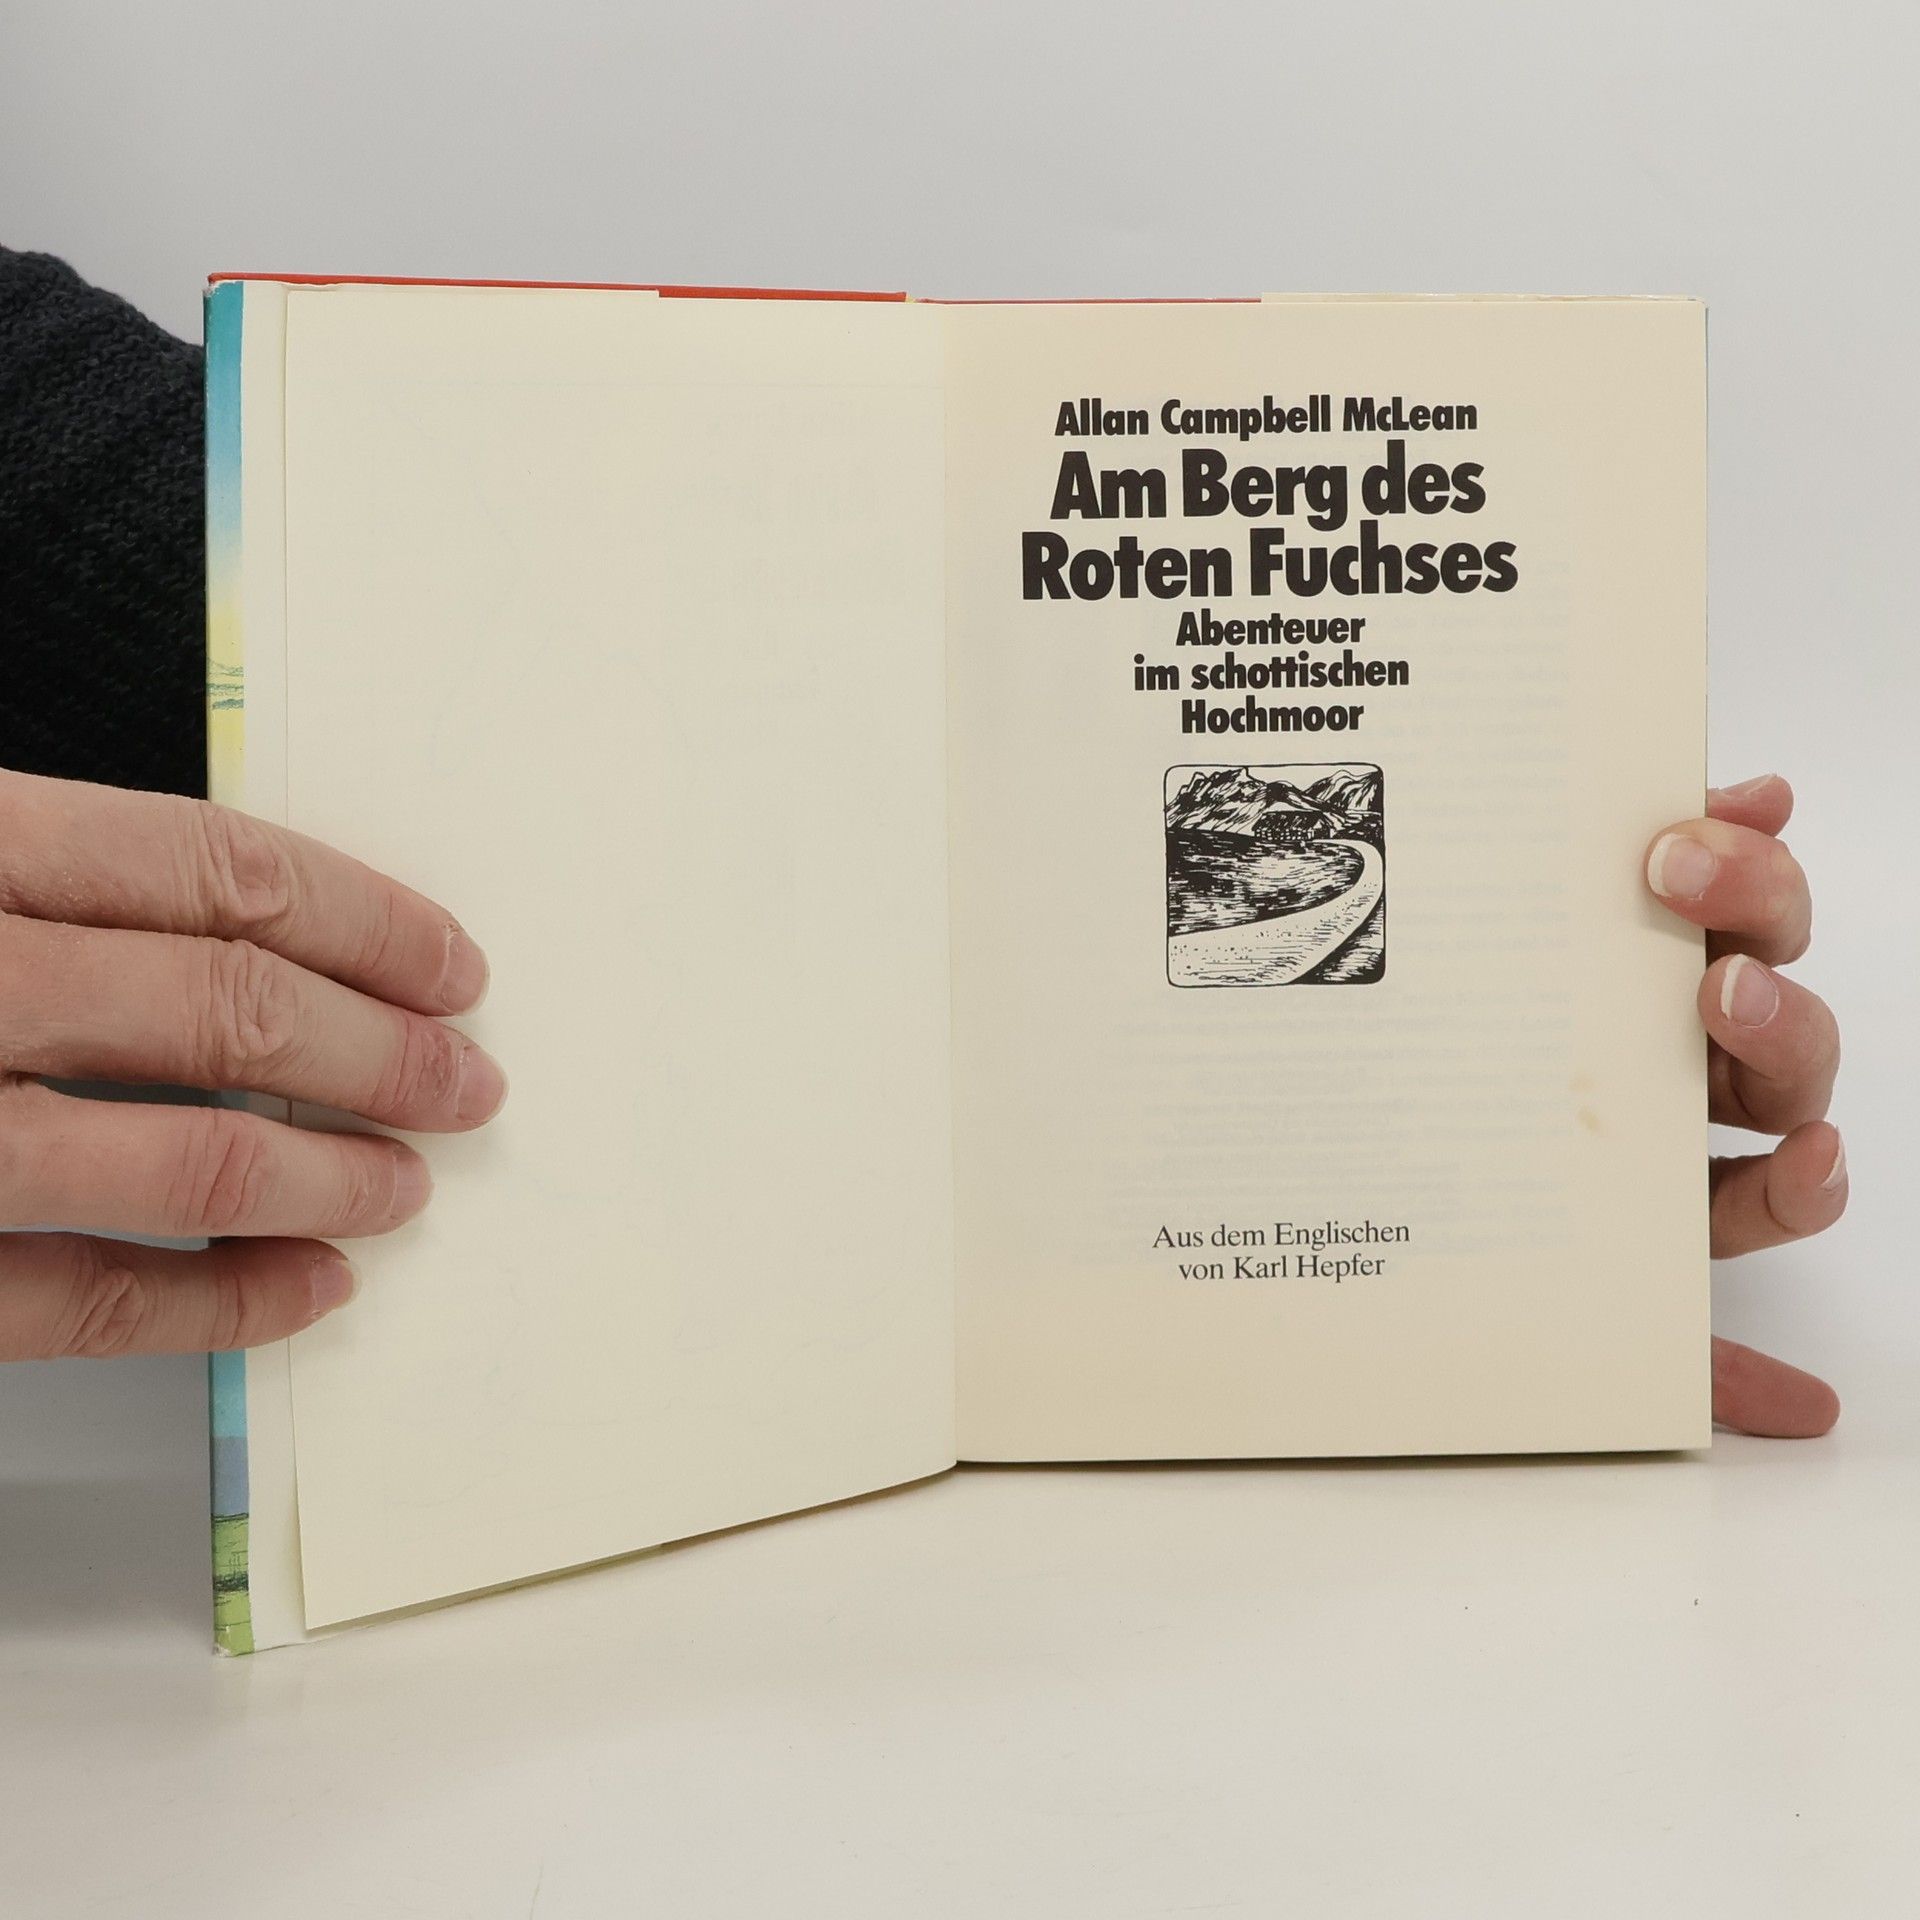 Allan Campbell McLean
Am Berg des
Roten Fuchses
Abenteuer
im schottischen
Hochmoor
Aus dem Englischen
von Karl Hepfer